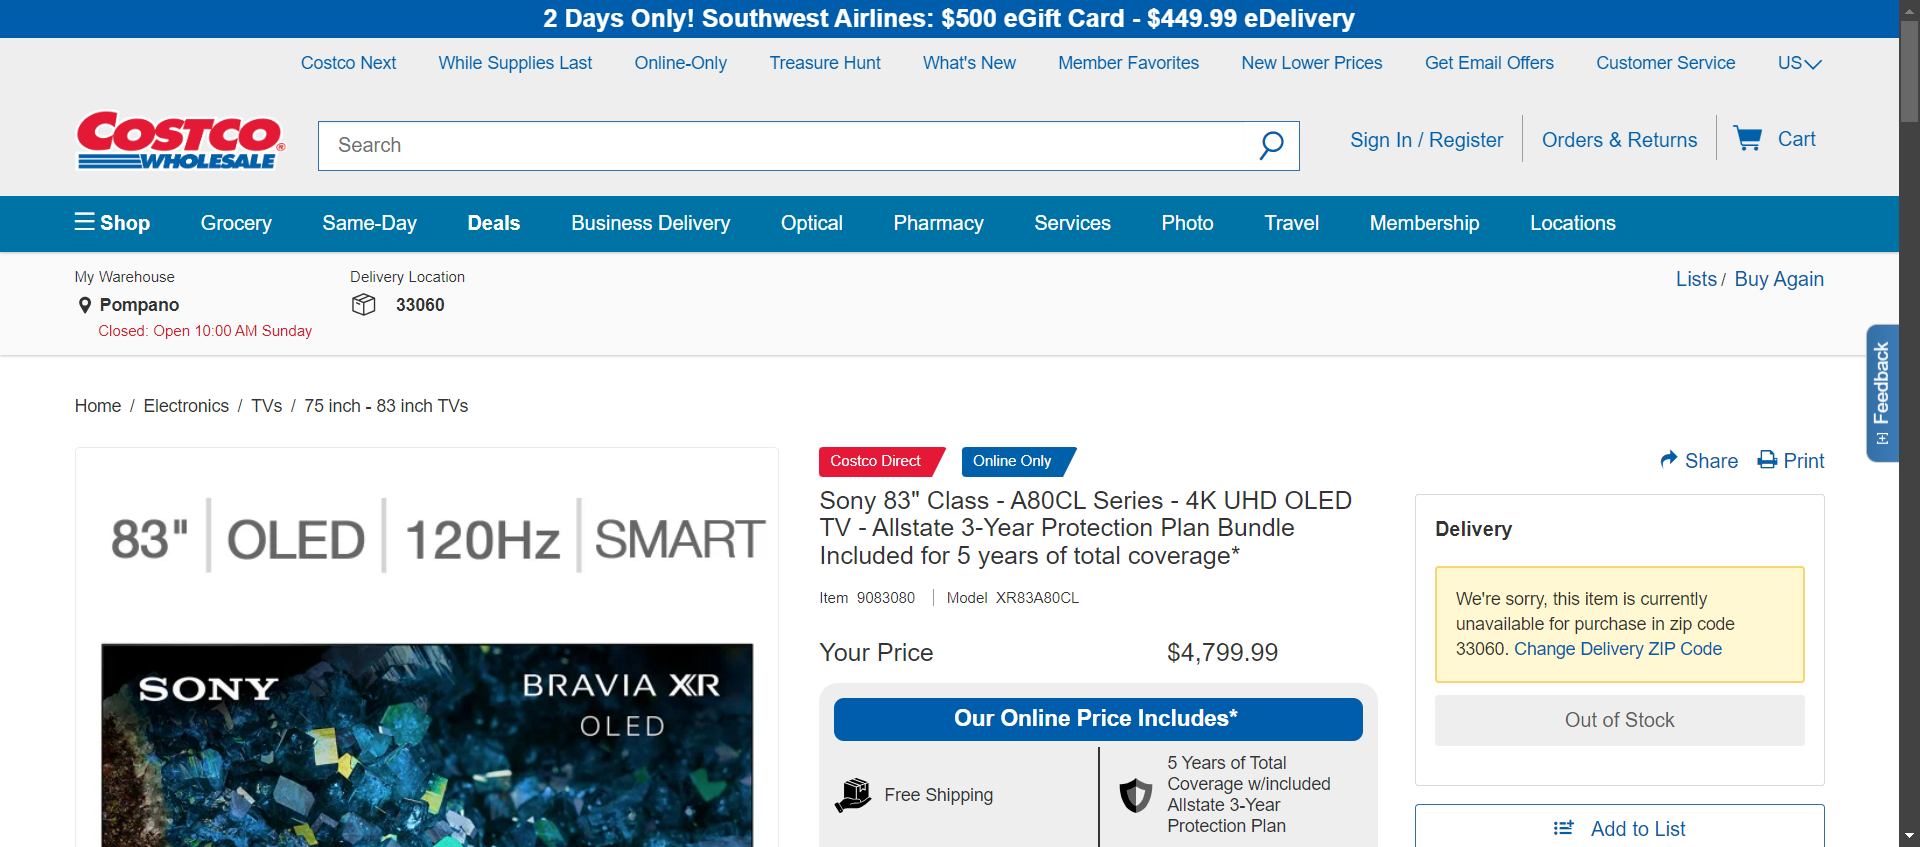 2 Days Only! Southwest Airlines: $500 eGift Card - $449.99 eDelivery
Costco Next While Supplies Last Online-Only Treasure Hunt What's New Member Favorites New Lower Prices Get Email Offers Customer Service US
COSTCO
WHOLESALE
Search
Sign In / Register Orders & Returns Cart
Shop Grocery Same-Day Deals Business Delivery Optical Pharmacy Services Photo Travel Membership Locations
My Warehouse
Pompano
Closed: Open 10:00 AM Sunday
Delivery Location
33060
Lists / Buy Again
[+] Feedback
Home / Electronics / TVs / 75 inch - 83 inch TVs
83" OLED 120Hz SMART
SONY
BRAVIA XR
OLED
Costco Direct
Online Only
Share Print
Sony 83" Class - A80CL Series - 4K UHD OLED
TV - Allstate 3-Year Protection Plan Bundle
Included for 5 years of total coverage*
Item 9083080 Model XR83A80CL
Your Price $4,799.99
Our Online Price Includes*
Free Shipping
5 Years of Total
Coverage w/included
Allstate 3-Year
Protection Plan
Delivery
We're sorry, this item is currently
unavailable for purchase in zip code
33060. Change Delivery ZIP Code
Out of Stock
Add to List